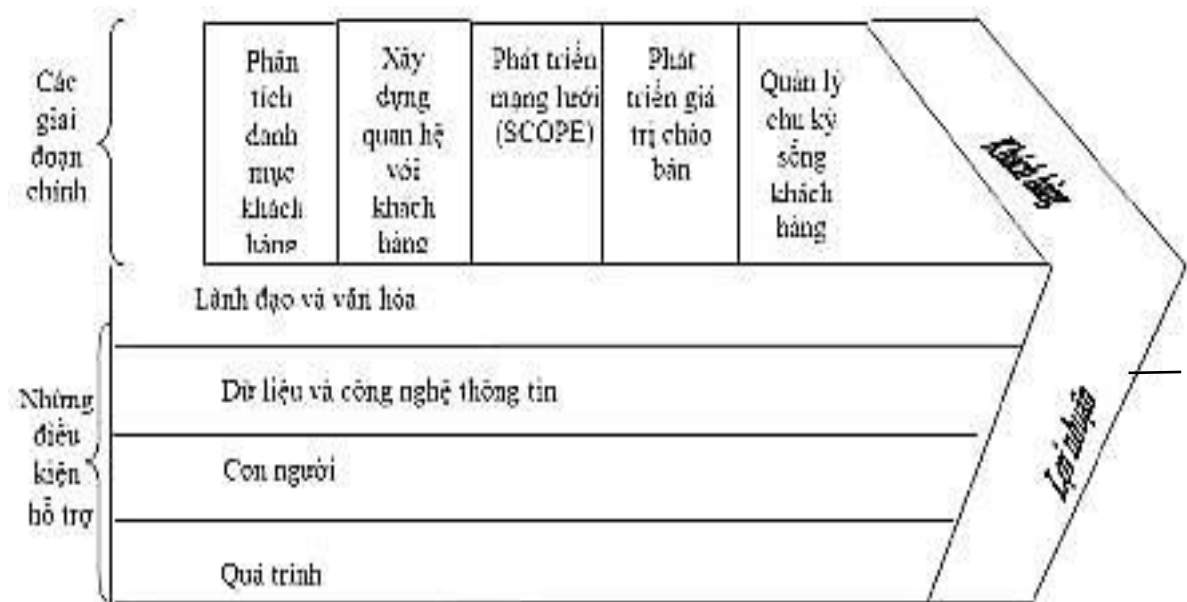 Các
giai
đoạn
chính
Phân
tích
danh
mục
khách
hàng
Xây
dựng
quan hệ
với
khách
hàng
Phát triển
mạng lưới
(SCOPE)
Phát
triển giá
trị chào
bán
Quản lý
chu kỳ
sống
khách
hàng
Khách hàng
Lãnh đạo và văn hóa
Dữ liệu và công nghệ thông tin
Con người
Quá trình
Những
điều
kiện
hỗ trợ
Lợi nhuận